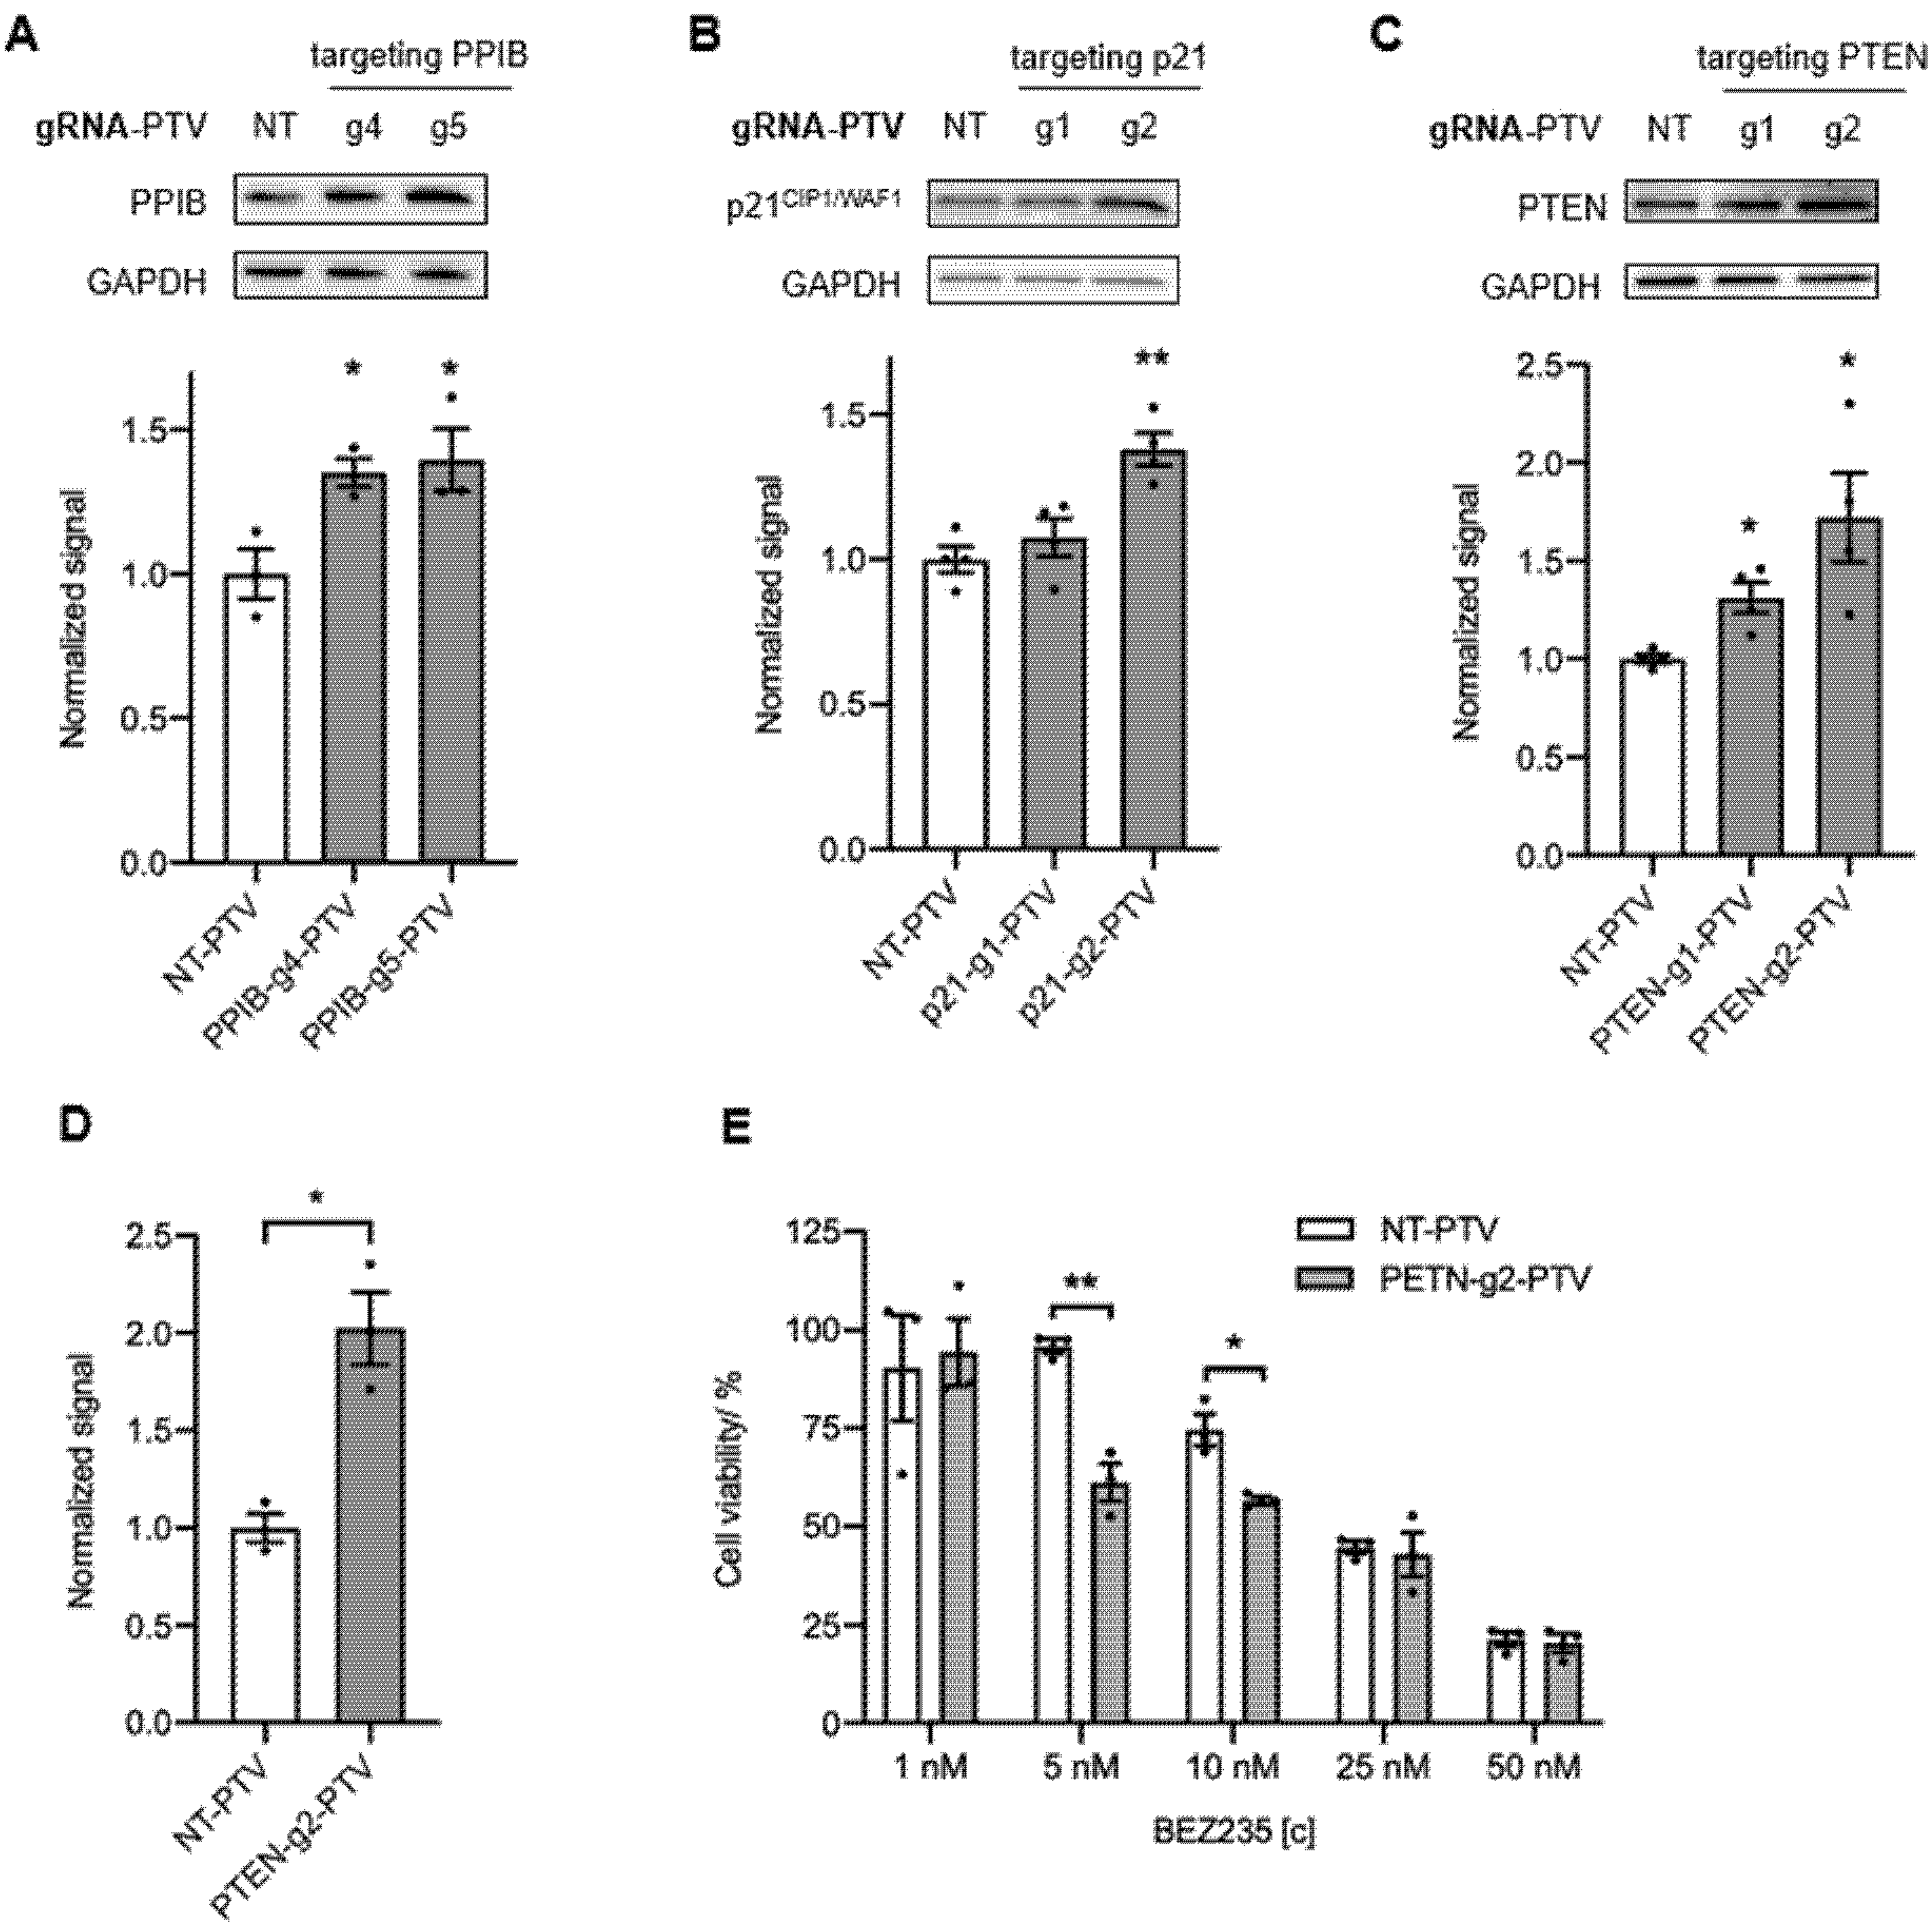 A
targeting PPIB
gRNA-PTV NT g4 g5
PPIB
GAPDH
*
*
1.5
1.0
0.5
0.0
Normalized signal
NT-PTV
PPIB-g4-PTV
PPIB-g5-PTV
B
targeting p21
gRNA-PTV NT g1 g2
p21CIP1/WAF1
GAPDH
**
1.5
1.0
0.5
0.0
Normalized signal
NT-PTV
p21-g1-PTV
p21-g2-PTV
C
targeting PTEN
gRNA-PTV NT g1 g2
PTEN
GAPDH
*
*
2.5
2.0
1.5
1.0
0.5
0.0
Normalized signal
NT-PTV
PTEN-g1-PTV
PTEN-g2-PTV
D
*
2.5
2.0
1.5
1.0
0.5
0.0
Normalized signal
NT-PTV
PTEN-g2-PTV
E
NT-PTV
PETN-g2-PTV
**
*
125
100
75
50
25
0
Cell viability/ %
1 nM 5 nM 10 nM 25 nM 50 nM
BEZ235 [c]